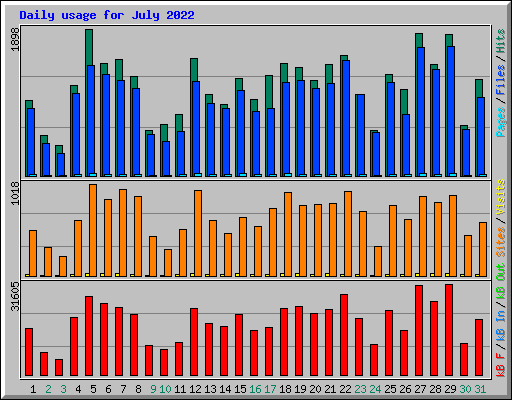 Daily usage for July 2022
1898
Pages / Files / Hits
1018
Sites / Visits
31605
kB F / kB In / kB Out
1 2 3 4 5 6 7 8 9 10 11 12 13 14 15 16 17 18 19 20 21 22 23 24 25 26 27 28 29 30 31